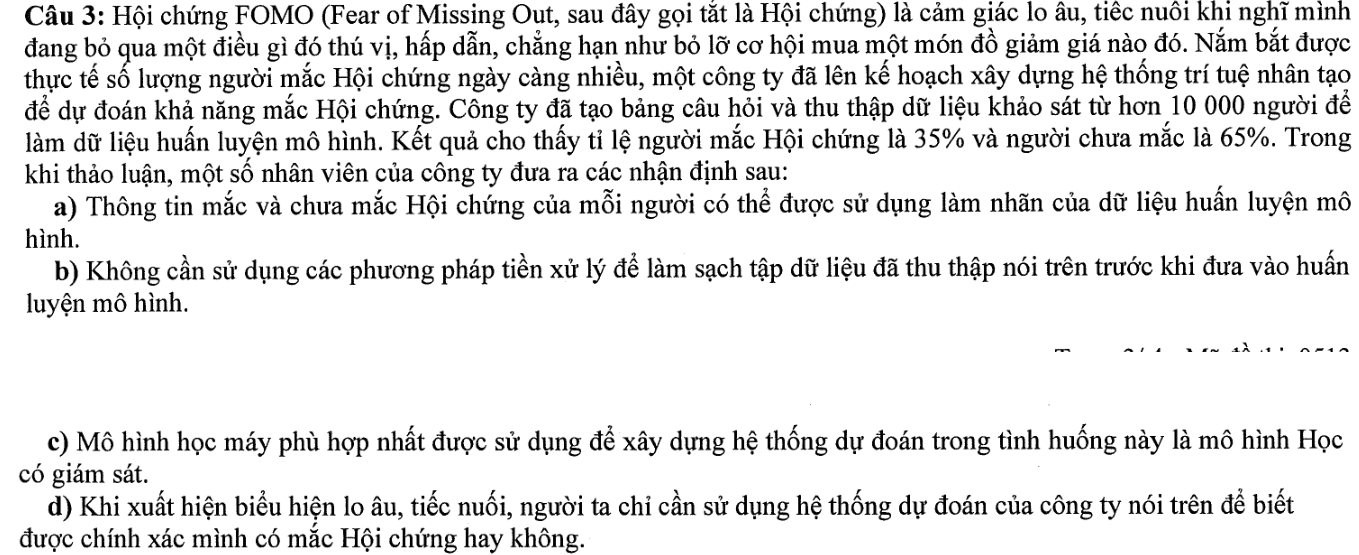 Câu 3: Hội chứng FOMO (Fear of Missing Out, sau đây gọi tắt là Hội chứng) là cảm giác lo âu, tiếc nuối khi nghĩ mình
đang bỏ qua một điều gì đó thú vị, hấp dẫn, chẳng hạn như bỏ lỡ cơ hội mua một món đồ giảm giá nào đó. Nắm bắt được
thực tế số lượng người mắc Hội chứng ngày càng nhiều, một công ty đã lên kế hoạch xây dựng hệ thống trí tuệ nhân tạo
để dự đoán khả năng mắc Hội chứng. Công ty đã tạo bảng câu hỏi và thu thập dữ liệu khảo sát từ hơn 10 000 người để
làm dữ liệu huấn luyện mô hình. Kết quả cho thấy tỉ lệ người mắc Hội chứng là 35% và người chưa mắc là 65%. Trong
khi thảo luận, một số nhân viên của công ty đưa ra các nhận định sau:
a) Thông tin mắc và chưa mắc Hội chứng của mỗi người có thể được sử dụng làm nhãn của dữ liệu huấn luyện mô
hình.
b) Không cần sử dụng các phương pháp tiền xử lý để làm sạch tập dữ liệu đã thu thập nói trên trước khi đưa vào huấn
luyện mô hình.
c) Mô hình học máy phù hợp nhất được sử dụng để xây dựng hệ thống dự đoán trong tình huống này là mô hình Học
có giám sát.
d) Khi xuất hiện biểu hiện lo âu, tiếc nuối, người ta chỉ cần sử dụng hệ thống dự đoán của công ty nói trên để biết
được chính xác mình có mắc Hội chứng hay không.